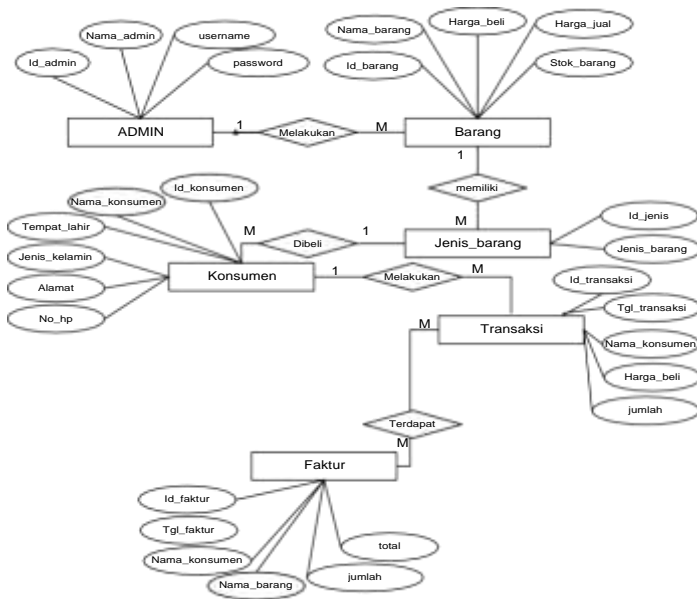 Nama_admin
username
Id_admin
password
Nama_barang
Harga_beli
Harga_jual
Id_barang
Stok_barang
ADMIN
1
Melakukan
M
Barang
1
memiliki
M
Id_konsumen
Nama_konsumen
Tempat_lahir
Jenis_kelamin
Alamat
No_hp
M
Dibeli
1
Jenis_barang
Id_jenis
Jenis_barang
Konsumen
1
Melakukan
M
Id_transaksi
Tgl_transaksi
Nama_konsumen
Harga_beli
jumlah
Transaksi
M
Terdapat
M
Faktur
Id_faktur
Tgl_faktur
Nama_konsumen
Nama_barang
jumlah
total